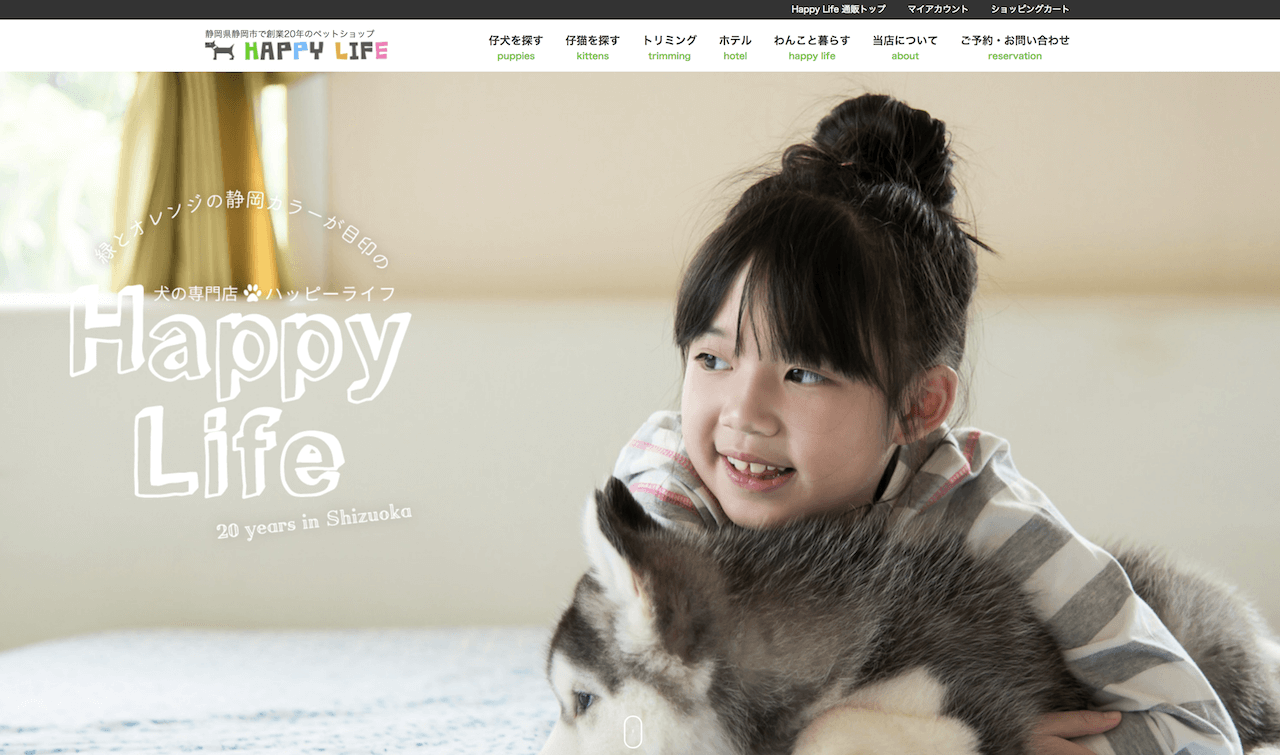 Happy Life 通販トップ マイアカウント ショッピングカート
静岡県静岡市で創業20年のペットショップ
HAPPY LIFE
仔犬を探す 仔猫を探す トリミング ホテル わんこと暮らす 当店について ご予約・お問い合わせ
puppies kittens trimming hotel happy life about reservation
緑とオレンジの静岡カラーが目印の
犬の専門店 ハッピーライフ
Happy
Life
20 years in Shizuoka